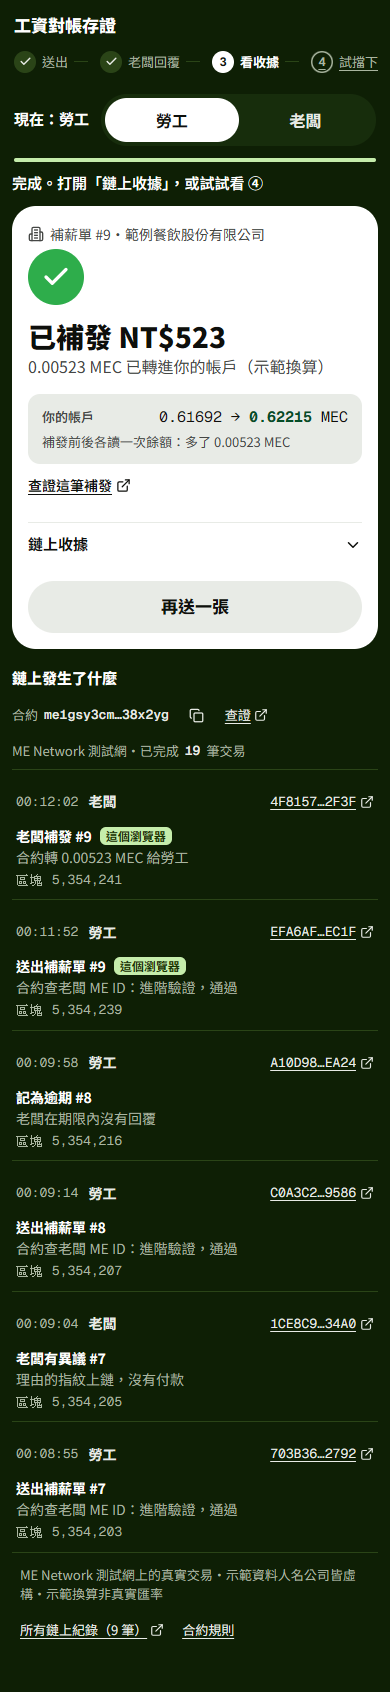 工資對帳存證
送出 老闆回覆 3 看收據 4 試擋下
現在：勞工 勞工 老闆
完成。打開「鏈上收據」，或試試看 ④
補薪單 #9・範例餐飲股份有限公司
已補發 NT$523
0.00523 MEC 已轉進你的帳戶（示範換算）
你的帳戶 0.61692 → 0.62215 MEC
補發前後各讀一次餘額：多了 0.00523 MEC
查證這筆補發
鏈上收據
再送一張
鏈上發生了什麼
合約 me1gsy3cm…38x2yg 查證
ME Network 測試網・已完成 19 筆交易
00:12:02 老闆 4F8157…2F3F
老闆補發 #9 這個瀏覽器
合約轉 0.00523 MEC 給勞工
區塊 5,354,241
00:11:52 勞工 EFA6AF…EC1F
送出補薪單 #9 這個瀏覽器
合約查老闆 ME ID：進階驗證，通過
區塊 5,354,239
00:09:58 勞工 A10D98…EA24
記為逾期 #8
老闆在期限內沒有回覆
區塊 5,354,216
00:09:14 勞工 C0A3C2…9586
送出補薪單 #8
合約查老闆 ME ID：進階驗證，通過
區塊 5,354,207
00:09:04 老闆 1CE8C9…34A0
老闆有異議 #7
理由的指紋上鏈，沒有付款
區塊 5,354,205
00:08:55 勞工 703B36…2792
送出補薪單 #7
合約查老闆 ME ID：進階驗證，通過
區塊 5,354,203
ME Network 測試網上的真實交易・示範資料人名公司皆虛
構・示範換算非真實匯率
所有鏈上紀錄（9 筆） 合約規則